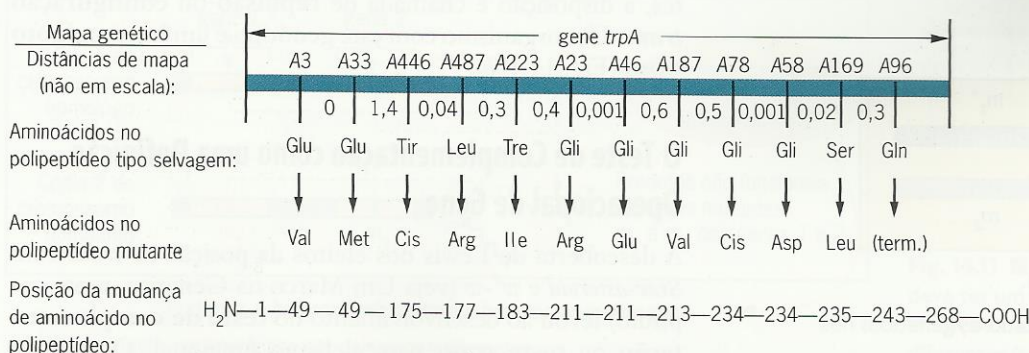 Mapa genético
gene trpA
Distâncias de mapa
(não em escala):
A3 A33 A446 A487 A223 A23 A46 A187 A78 A58 A169 A96
0 1,4 0,04 0,3 0,4 0,001 0,6 0,5 0,001 0,02 0,3
Aminoácidos no
polipeptídeo tipo selvagem:
Glu Glu Tir Leu Tre Gli Gli Gli Gli Gli Ser Gln
Aminoácidos no
polipeptídeo mutante
Val Met Cis Arg Ile Arg Glu Val Cis Asp Leu (term.)
Posição da mudança
de aminoácido no
polipeptídeo:
H₂N—1—49—49—175—177—183—211—211—213—234—234—235—243—268—COOH